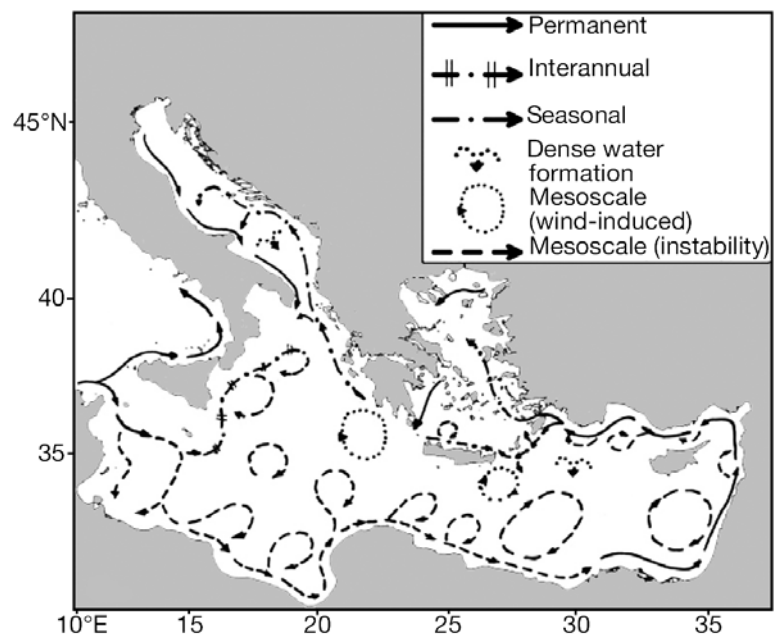 Permanent
Interannual
Seasonal
Dense water
formation
Mesoscale
(wind-induced)
Mesoscale (instability)
45°N
40
35
10°E 15 20 25 30 35